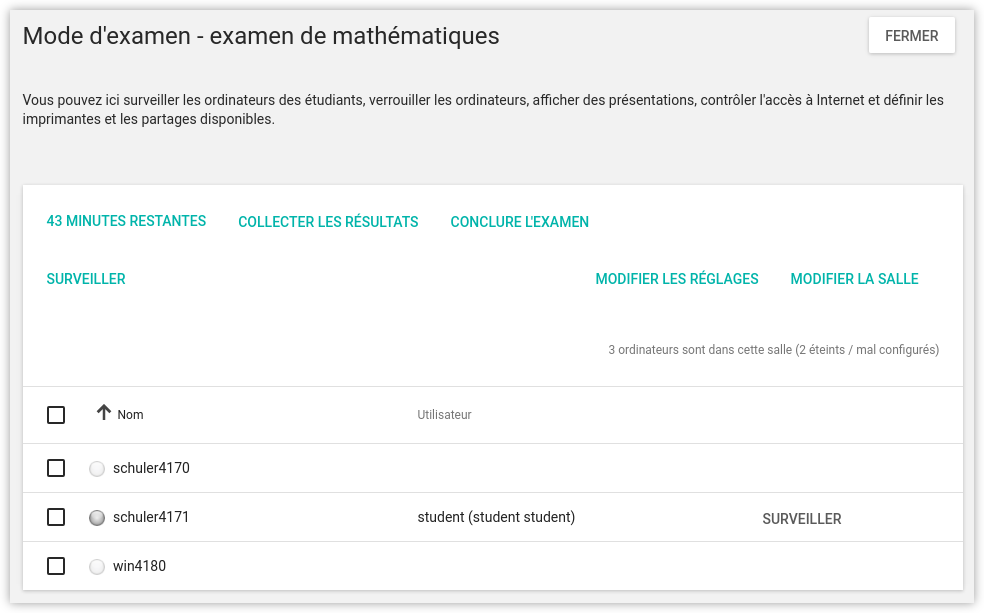 Mode d'examen - examen de mathématiques
FERMER
Vous pouvez ici surveiller les ordinateurs des étudiants, verrouiller les ordinateurs, afficher des présentations, contrôler l'accès à Internet et définir les
imprimantes et les partages disponibles.
43 MINUTES RESTANTES COLLECTER LES RÉSULTATS CONCLURE L'EXAMEN
SURVEILLER MODIFIER LES RÉGLAGES MODIFIER LA SALLE
3 ordinateurs sont dans cette salle (2 éteints / mal configurés)
Nom Utilisateur
schuler4170
schuler4171 student (student student) SURVEILLER
win4180